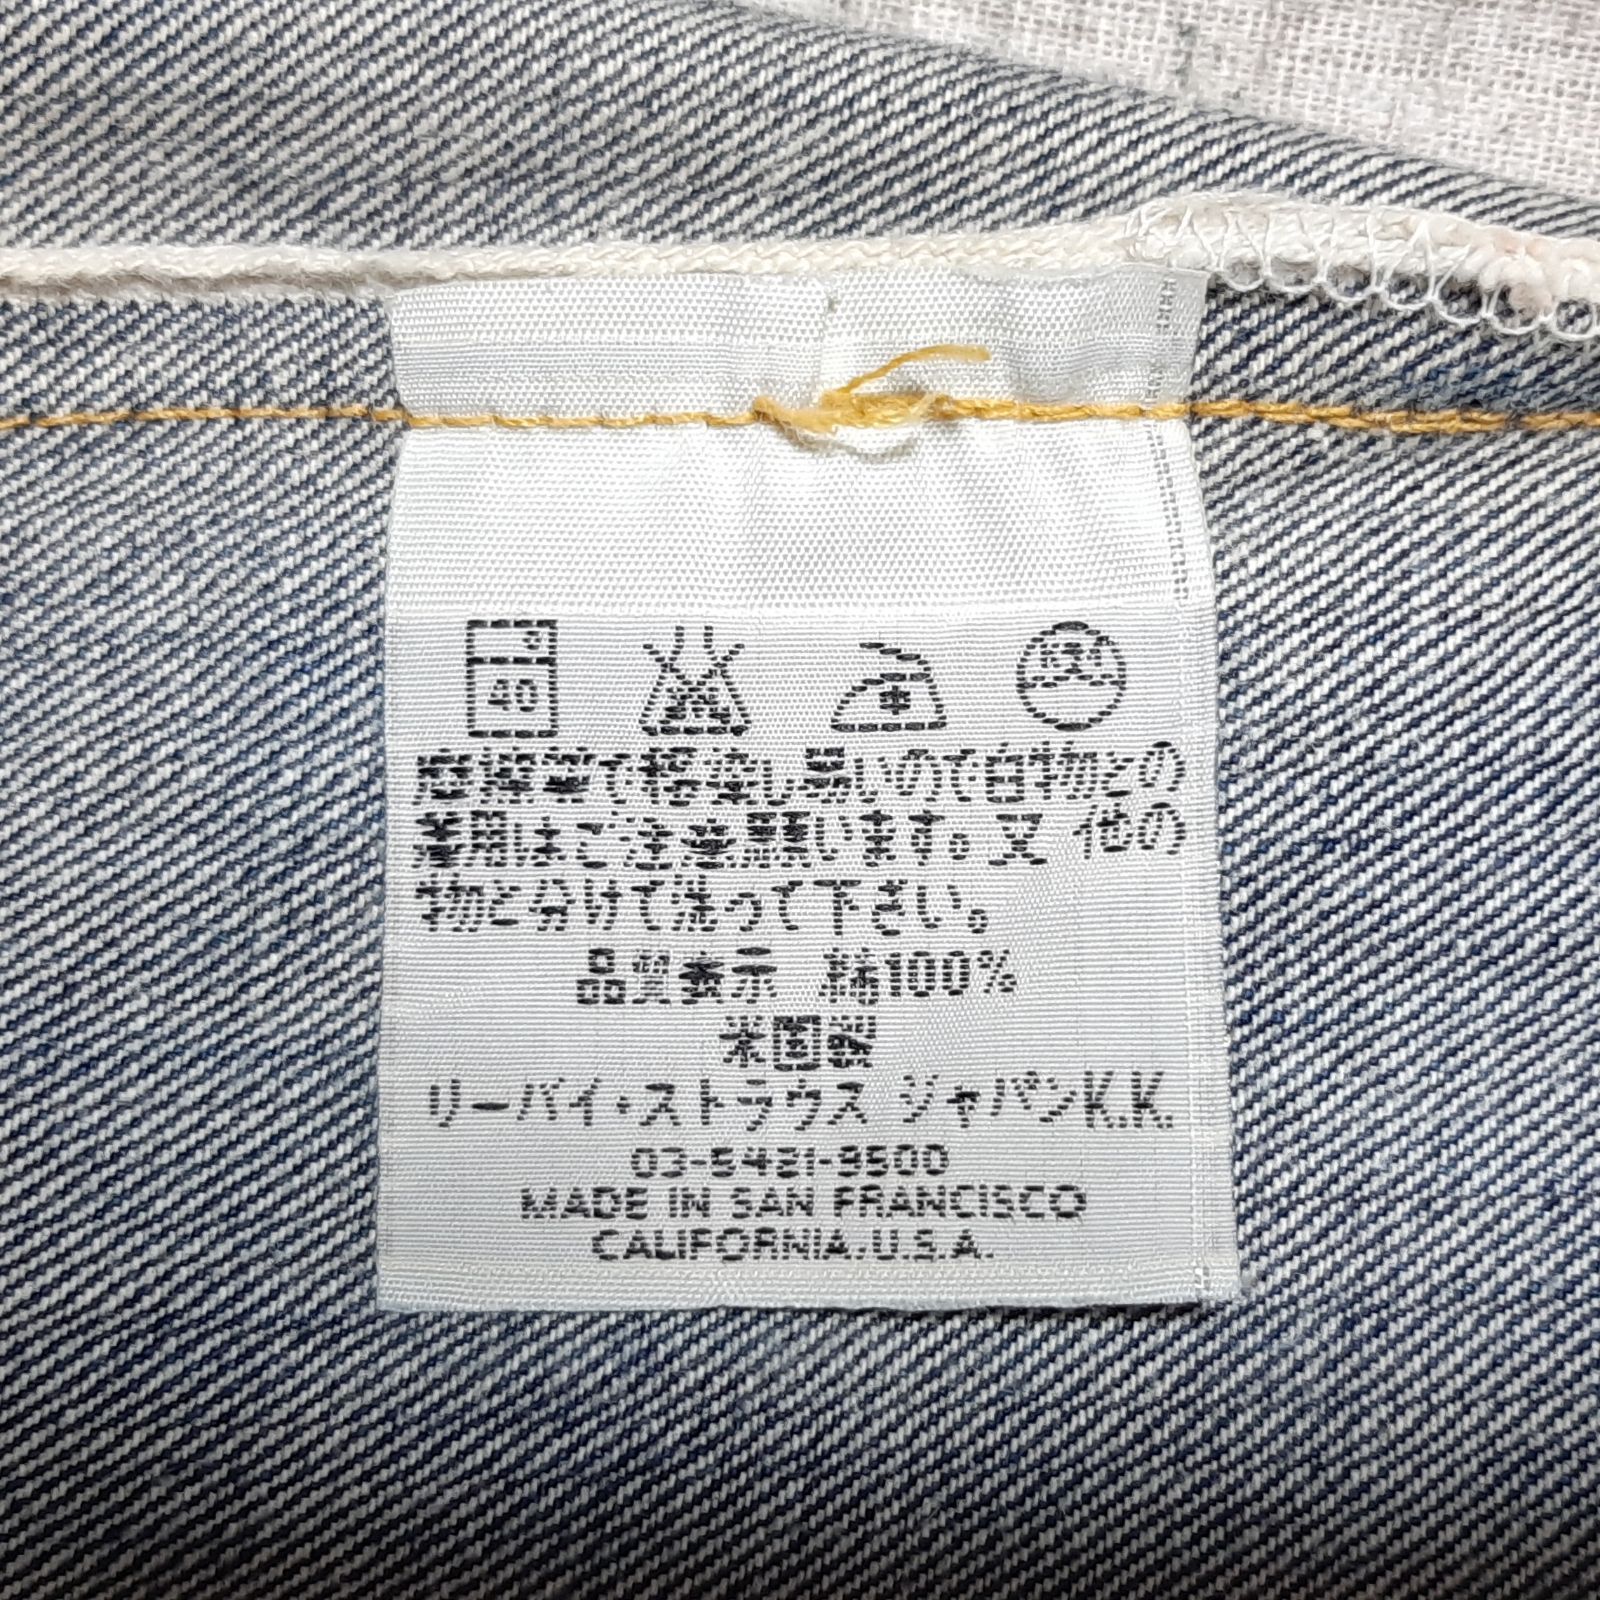 40
摩擦等で移染し易いので白物との
着用はご注意願います。又 他の
物と分けて洗って下さい。
品質表示 綿100%
米国製
リーバイ・ストラウス ジャパンK.K.
03-5421-9500
MADE IN SAN FRANCISCO
CALIFORNIA, U.S.A.